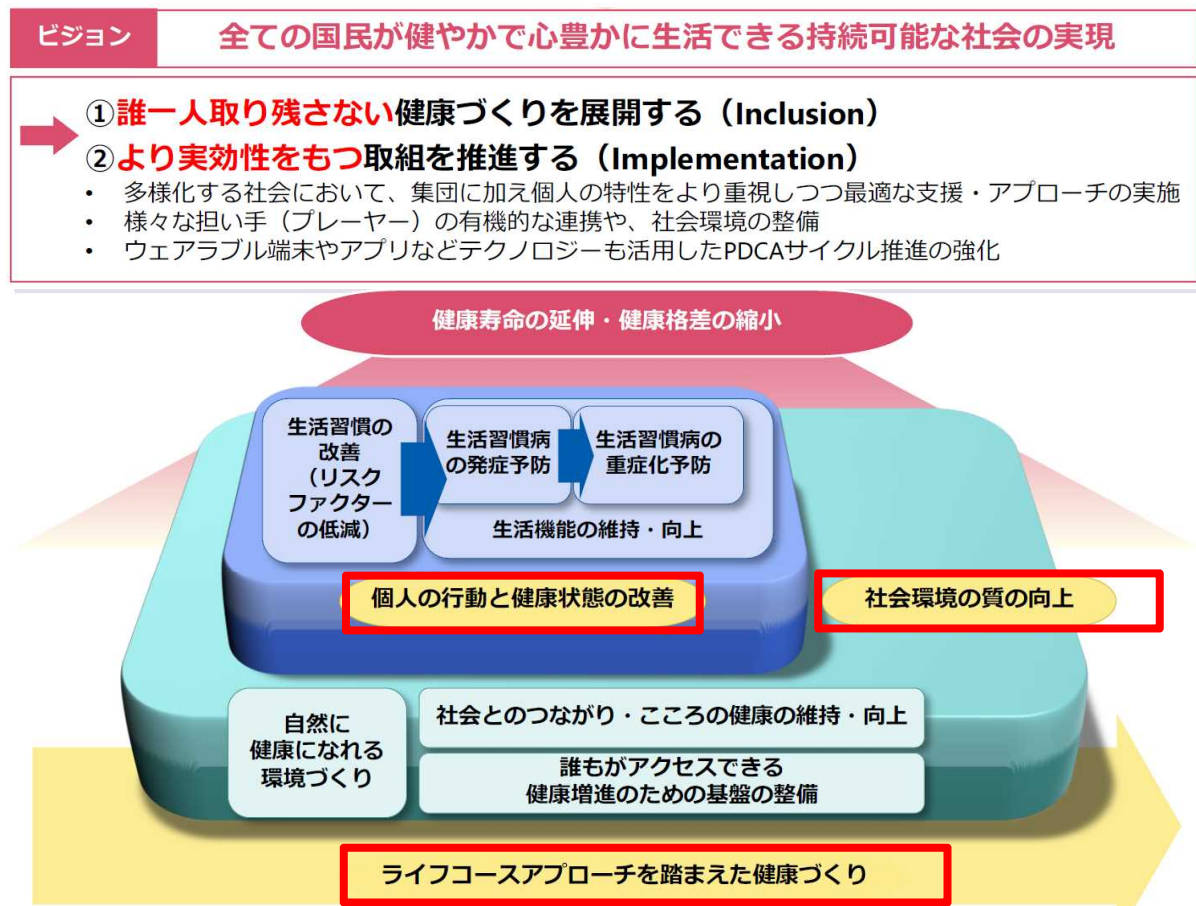 ビジョン
全ての国民が健やかで心豊かに生活できる持続可能な社会の実現
①誰一人取り残さない健康づくりを展開する（Inclusion）
②より実効性をもつ取組を推進する（Implementation）
• 多様化する社会において、集団に加え個人の特性をより重視しつつ最適な支援・アプローチの実施
• 様々な担い手（プレーヤー）の有機的な連携や、社会環境の整備
• ウェアラブル端末やアプリなどテクノロジーも活用したPDCAサイクル推進の強化
健康寿命の延伸・健康格差の縮小
生活習慣の
改善
（リスク
ファクター
の低減）
生活習慣病
の発症予防
生活習慣病の
重症化予防
生活機能の維持・向上
個人の行動と健康状態の改善
社会環境の質の向上
自然に
健康になれる
環境づくり
社会とのつながり・こころの健康の維持・向上
誰もがアクセスできる
健康増進のための基盤の整備
ライフコースアプローチを踏まえた健康づくり